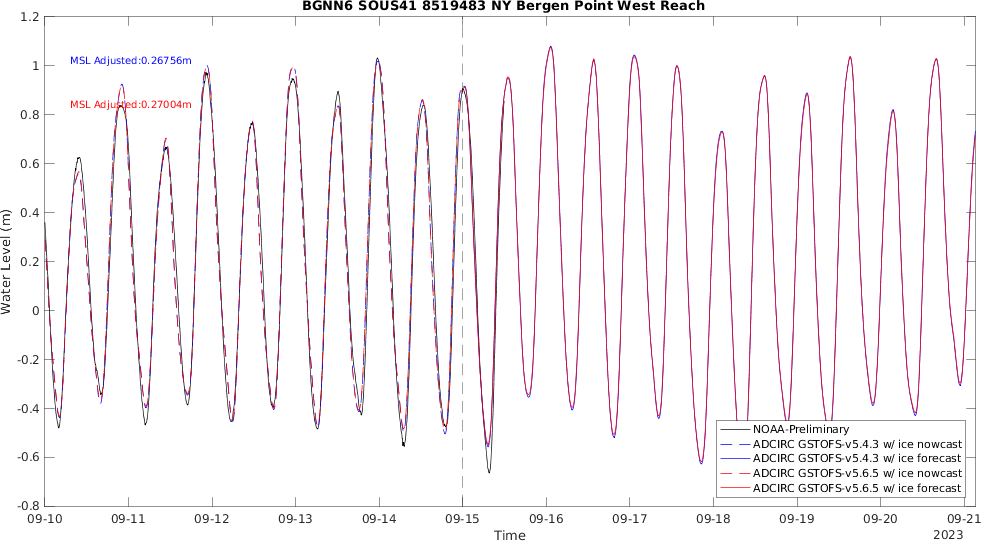 BGNN6 SOUS41 8519483 NY Bergen Point West Reach
1.2
1
0.8
0.6
0.4
0.2
0
-0.2
-0.4
-0.6
-0.8
Water Level (m)
MSL Adjusted:0.26756m
MSL Adjusted:0.27004m
NOAA-Preliminary
ADCIRC GSTOFS-v5.4.3 w/ ice nowcast
ADCIRC GSTOFS-v5.4.3 w/ ice forecast
ADCIRC GSTOFS-v5.6.5 w/ ice nowcast
ADCIRC GSTOFS-v5.6.5 w/ ice forecast
09-10 09-11 09-12 09-13 09-14 09-15 09-16 09-17 09-18 09-19 09-20 09-21
Time
2023